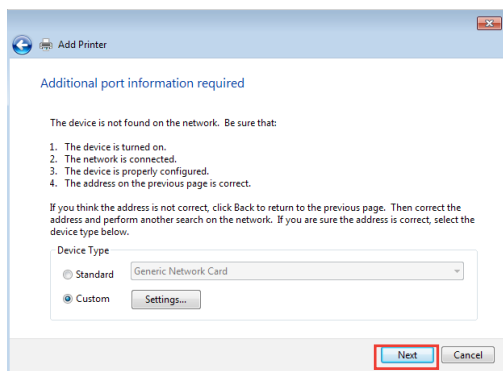 Add Printer
Additional port information required
The device is not found on the network. Be sure that:
1. The device is turned on.
2. The network is connected.
3. The device is properly configured.
4. The address on the previous page is correct.
If you think the address is not correct, click Back to return to the previous page. Then correct the
address and perform another search on the network. If you are sure the address is correct, select the
device type below.
Device Type
Standard
Generic Network Card
Custom
Settings...
Next
Cancel